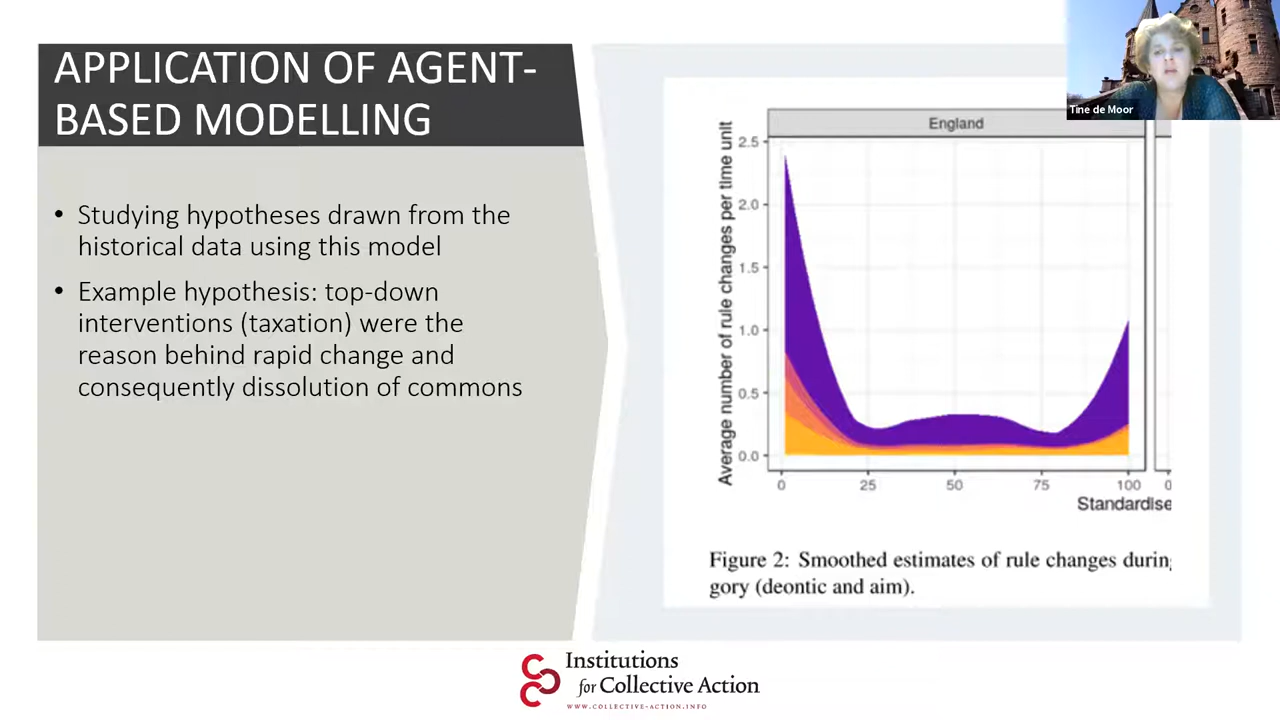 APPLICATION OF AGENT-
BASED MODELLING
• Studying hypotheses drawn from the
historical data using this model
• Example hypothesis: top-down
interventions (taxation) were the
reason behind rapid change and
consequently dissolution of commons
Tine de Moor
England
Average number of rule changes per time unit
2.5
2.0
1.5
1.0
0.5
0.0
0 25 50 75 100 0
Standardise
Figure 2: Smoothed estimates of rule changes during
gory (deontic and aim).
Institutions
for Collective Action
WWW.COLLECTIVE-ACTION.INFO